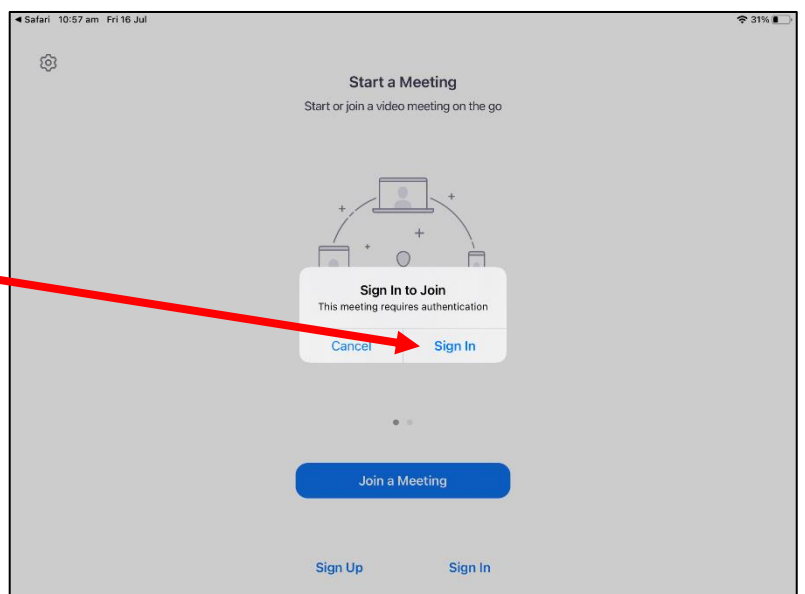 Safari 10:57 am Fri 16 Jul 31%
Start a Meeting
Start or join a video meeting on the go
Sign In to Join
This meeting requires authentication
Cancel Sign In
Join a Meeting
Sign Up Sign In